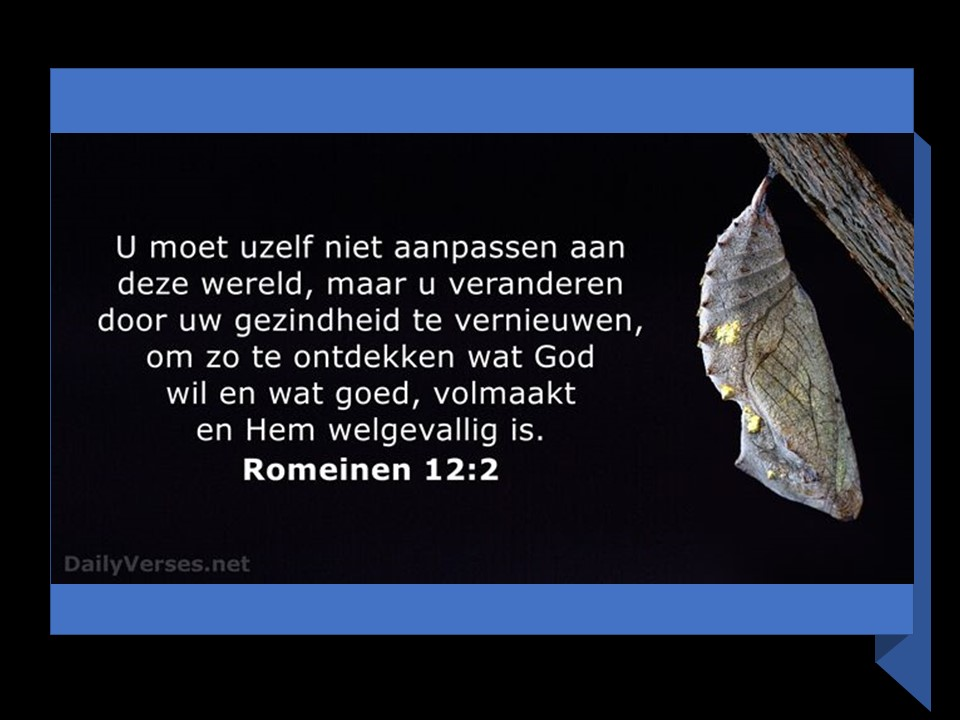 U moet uzelf niet aanpassen aan
deze wereld, maar u veranderen
door uw gezindheid te vernieuwen,
om zo te ontdekken wat God
wil en wat goed, volmaakt
en Hem welgevallig is.
Romeinen 12:2
DailyVerses.net